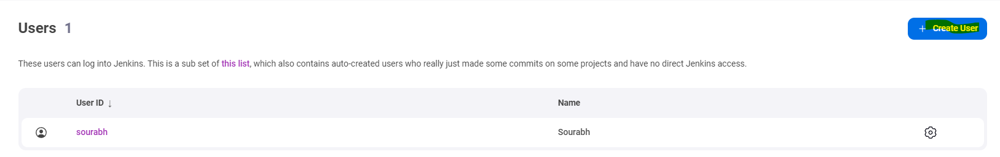 Users 1
+ Create User
These users can log into Jenkins. This is a sub set of this list, which also contains auto-created users who really just made some commits on some projects and have no direct Jenkins access.
User ID ↓ Name
sourabh Sourabh